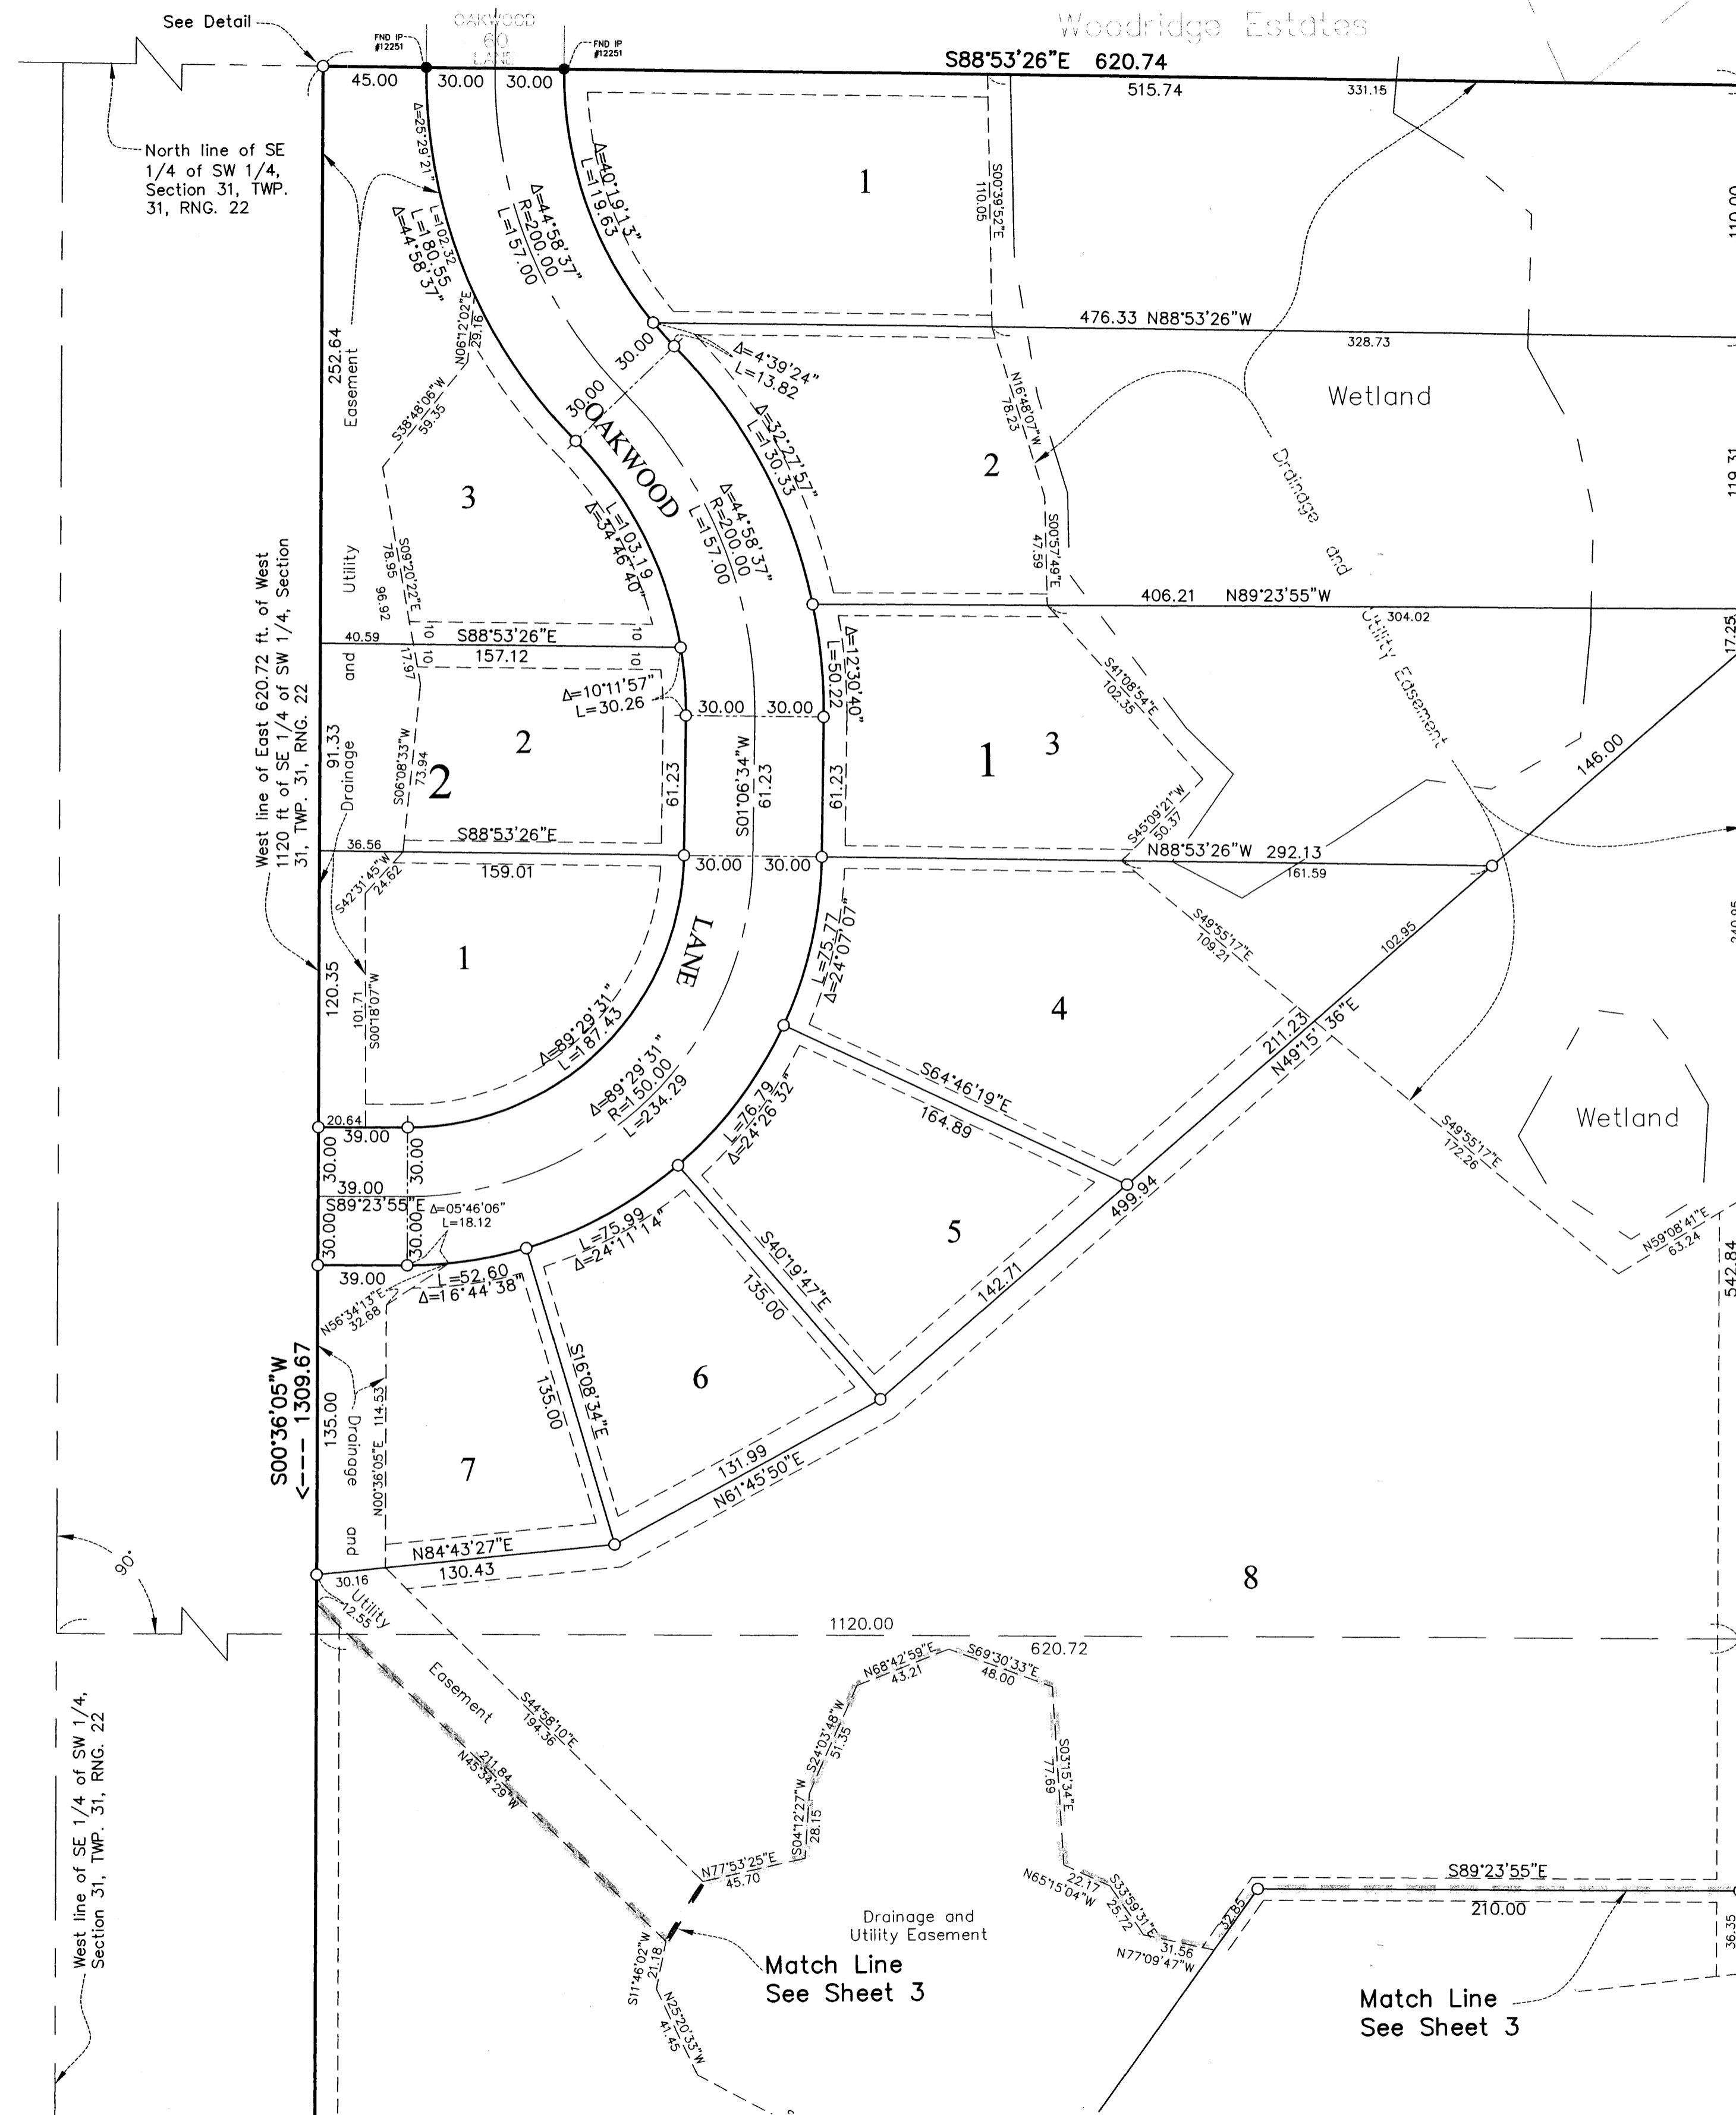 See Detail
FND IP
#12251
OAKWOOD
60
LANE
FND IP
#12251
Woodridge Estates
S88°53'26"E 620.74
45.00
30.00
30.00
515.74
331.15
North line of SE
1/4 of SW 1/4,
Section 31, TWP.
31, RNG. 22
Δ=25°29'21"
L=102.32
L=180.55
Δ=44°58'37"
Δ=44°58'37"
R=200.00
L=157.00
Δ=40°19'13"
L=119.63
1
S00°39'52"E
110.05
110.00
476.33 N88°53'26"W
328.73
252.64
Easement
N06°12'02"E
29.16
S38°48'06"W
59.35
30.00
30.00
Δ=4°39'24"
L=13.82
Wetland
OAKWOOD
3
2
N16°48'07"W
78.23
Δ=32°27'57"
L=130.33
Δ=44°58'37"
R=200.00
L=157.00
L=103.19
Δ=34°46'40"
S00°57'49"E
47.59
Drainage
and
Utility Easement
119.31
S09°20'22"E
78.95
96.92
Utility
and
Drainage
10
10
10
10
40.59
S88°53'26"E
157.12
17.97
406.21 N89°23'55"W
304.02
17.25
West line of East 620.72 ft. of West
1120 ft of SE 1/4 of SW 1/4, Section
31, TWP. 31, RNG. 22
Δ=10°11'57"
L=30.26
30.00
30.00
Δ=12°30'40"
L=50.22
S41°08'54"E
102.35
91.33
S06°08'33"W
73.94
2
2
61.23
S01°06'34"W
61.23
61.23
1
3
146.00
S45°09'21"W
50.37
36.56
S88°53'26"E
159.01
30.00
30.00
N88°53'26"W 292.13
161.59
S42°31'45"W
24.62
1
LANE
L=75.77
Δ=24°07'07"
S49°55'17"E
109.21
102.95
240.95
120.35
101.71
S00°18'07"W
4
Δ=89°29'31"
L=187.43
Δ=89°29'31"
R=150.00
L=234.29
211.23
N49°15'36"E
S64°46'19"E
164.89
L=76.79
Δ=24°26'32"
20.64
39.00
30.00
30.00
39.00
S89°23'55"E
30.00
30.00
Δ=05°46'06"
L=18.12
Wetland
S49°55'17"E
172.26
499.94
5
L=75.99
Δ=24°11'14"
S40°19'47"E
135.00
142.71
N59°08'41"E
63.24
542.84
39.00
L=52.60
Δ=16°44'38"
N56°34'13"E
32.68
S00°36'05"W
<---- 1309.67
135.00
Drainage
and
N00°36'05"E 114.53
7
S16°08'34"E
135.00
6
131.99
N61°45'50"E
N84°43'27"E
130.43
30.16
Utility
12.55
90°
8
1120.00
620.72
Easement
S44°58'10"E
194.36
211.84
N45°34'29"W
N68°42'59"E
43.21
S69°30'33"E
48.00
S24°03'48"W
51.35
S04°12'27"W
28.15
S03°15'34"E
77.69
West line of SE 1/4 of SW 1/4,
Section 31, TWP. 31, RNG. 22
N77°53'25"E
45.70
22.17
N65°15'04"W
S33°59'31"E
25.72
31.56
N77°09'47"W
32.85
S89°23'55"E
210.00
36.35
Drainage and
Utility Easement
Match Line
See Sheet 3
S11°46'02"W
21.18
N25°20'33"W
41.45
Match Line
See Sheet 3